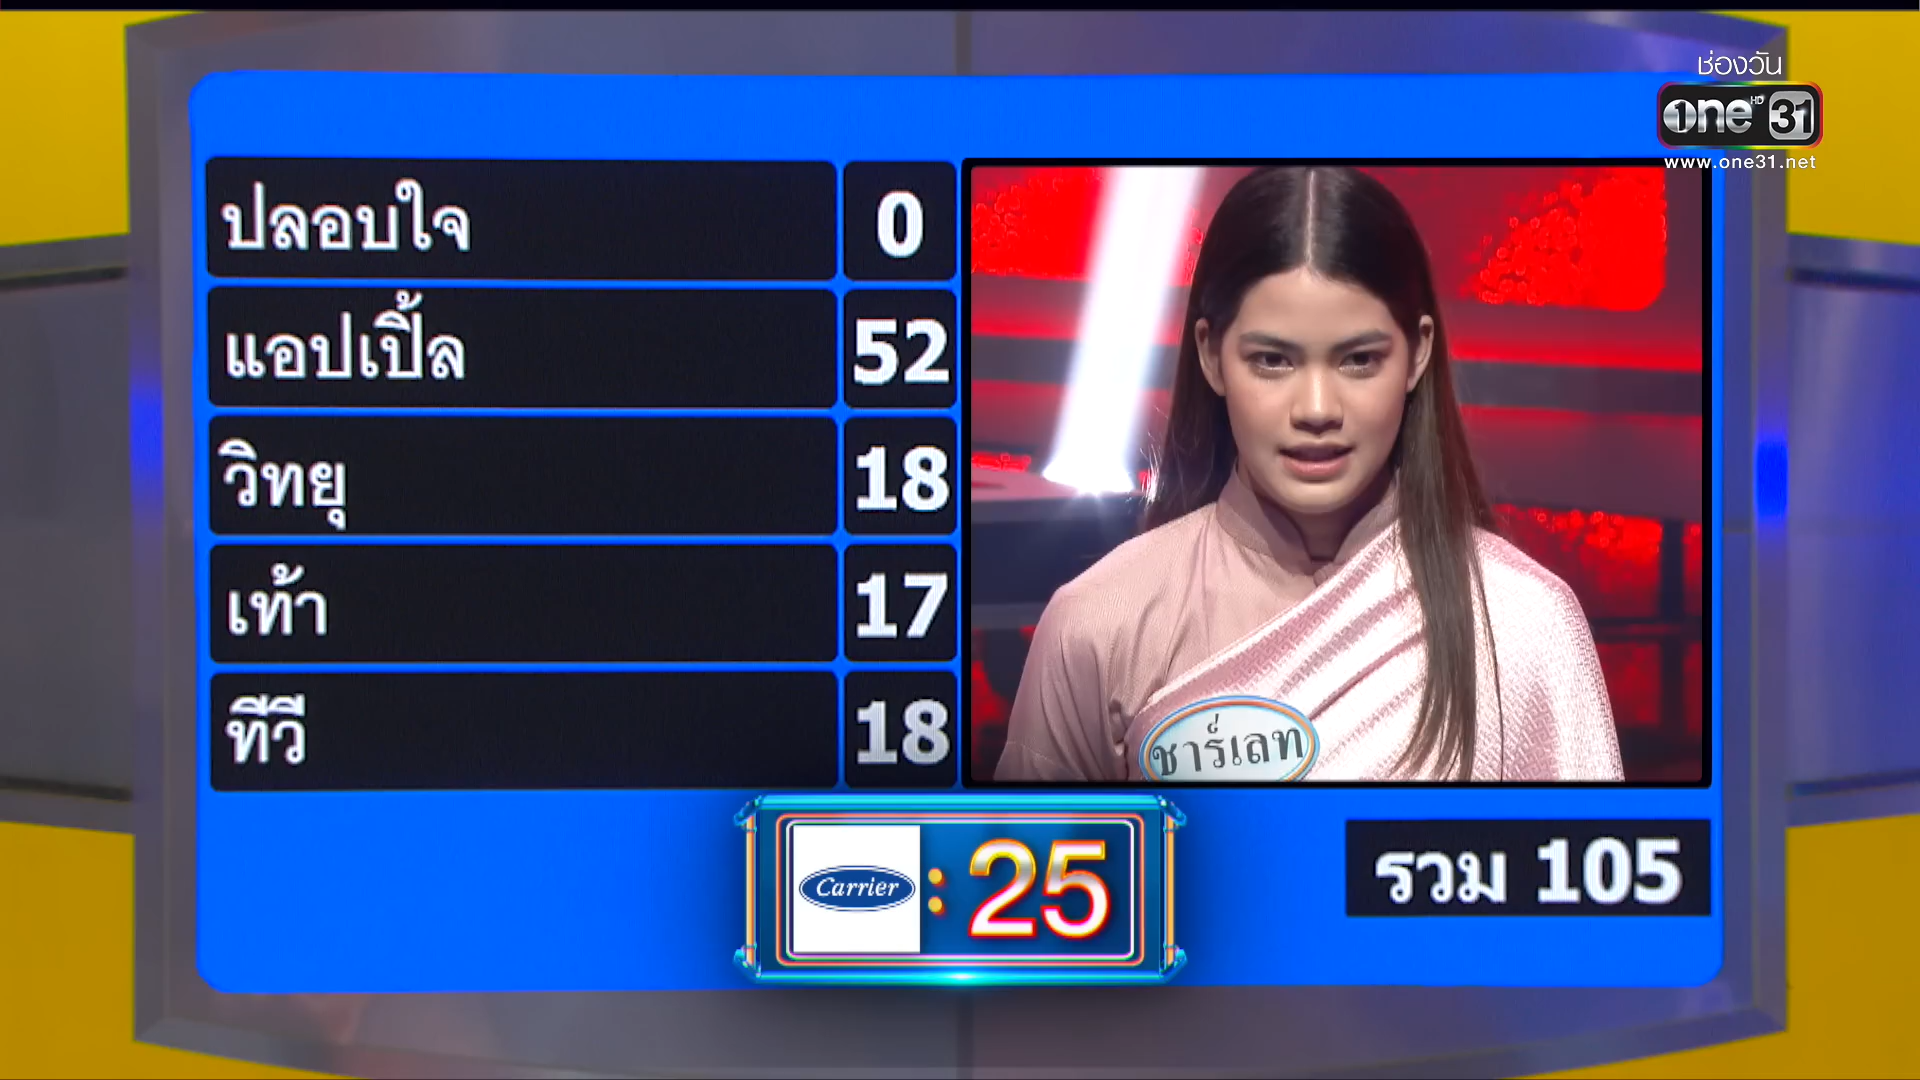 ช่องวัน
one HD 31
www.one31.net
ปลอบใจ 0
แอปเปิ้ล 52
วิทยุ 18
เท้า 17
ทีวี 18
ชาร์เลท
Carrier : 25
รวม 105